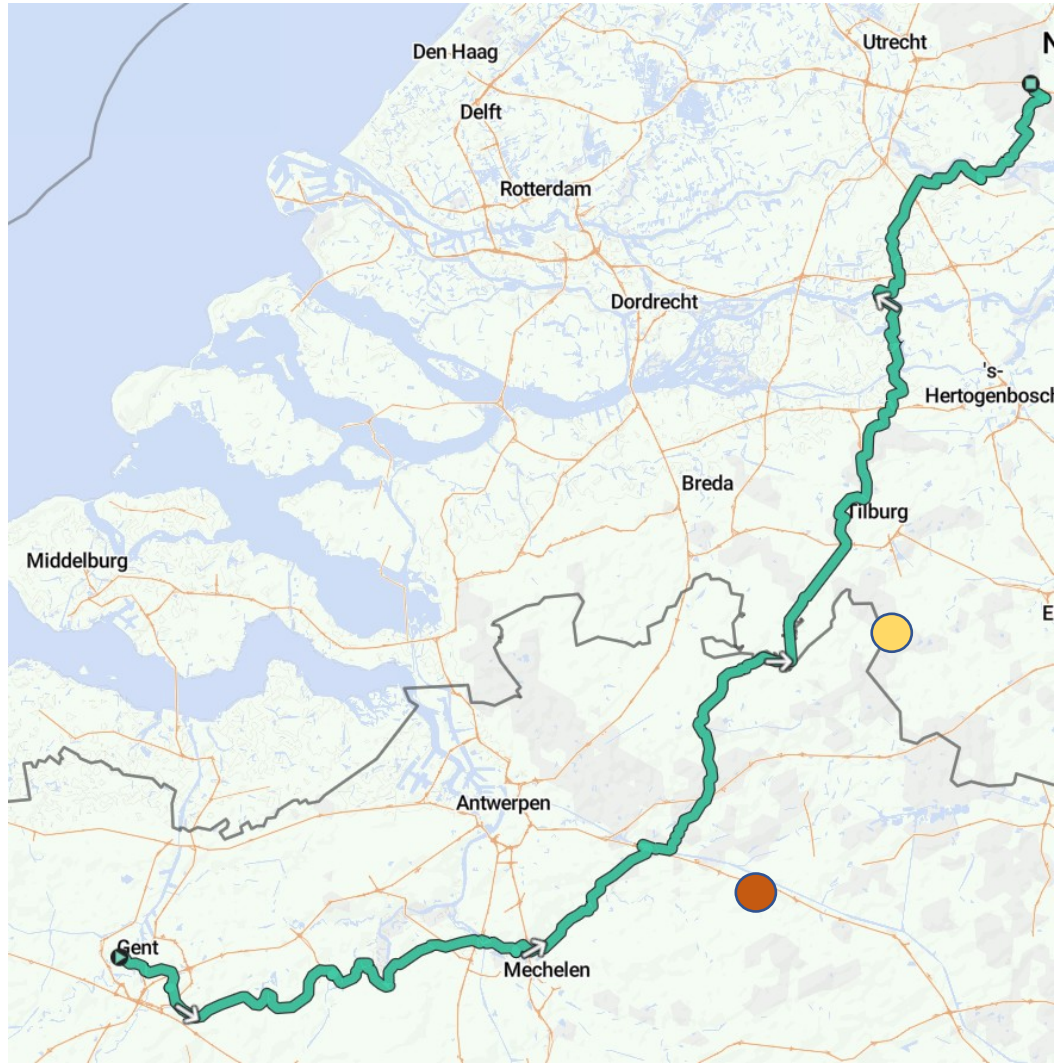 Utrecht
N
Den Haag
Delft
Rotterdam
Dordrecht
's-
Hertogenbosch
Breda
Tilburg
Middelburg
E
Antwerpen
Gent
Mechelen